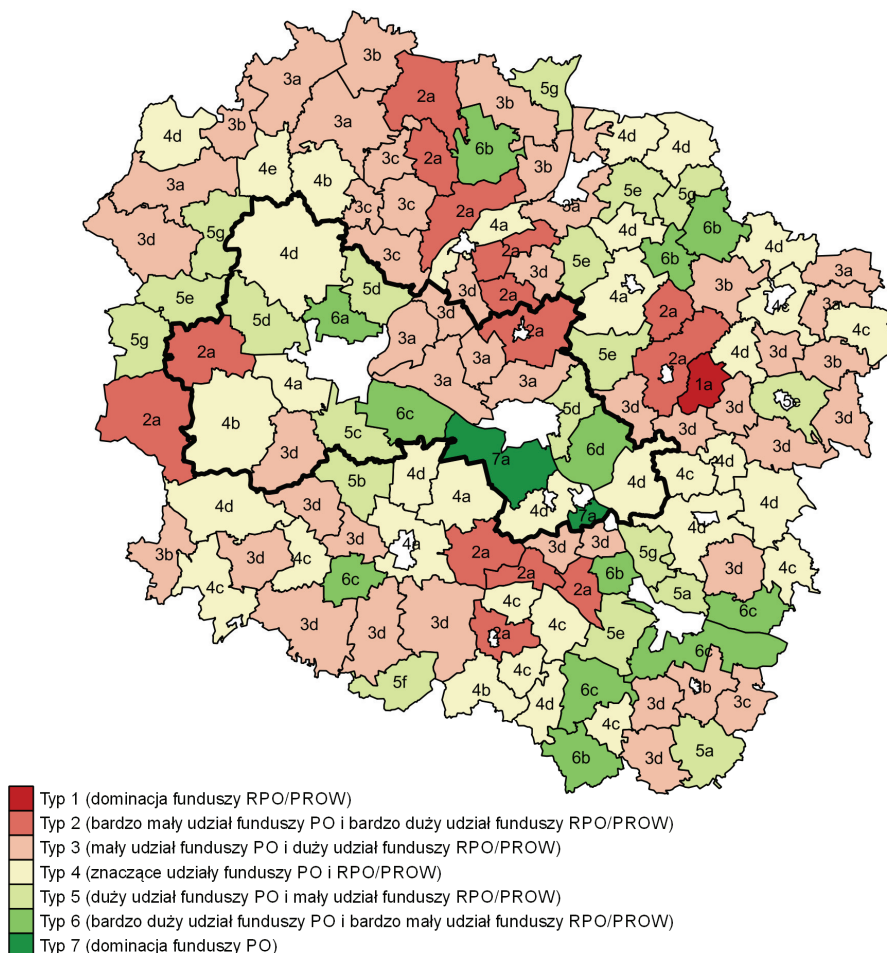 3b
3a
2a
5g
3b
4d
3b
3a
4d
4d
6b
3c
2a
3b
4e
4b
3a
5e
5g
3c
3c
2a
3a
4a
4d
6b
5g
3d
4d
3c
2a
6b
4d
5e
3d
3d
3a
5e
5d
4a
3b
4c
3a
2a
5d
6a
3d
2a
2a
4c
5g
2a
3a
3a
5e
2a
4d
3d
3b
4a
3a
3a
1a
2a
4b
5c
6c
5d
3d
3d
5e
3d
3d
3d
3d
7a
6d
5b
4d
4d
4c
4d
4d
3d
4a
4d
7a
4d
4d
3b
3d
4c
3d
4a
2a
3d
3d
5g
3d
4c
4c
6c
2a
2a
6b
5a
6c
3d
3d
3d
4c
2a
4c
5e
6c
5f
4b
4c
4d
6c
3d
3b
3c
4c
6b
3d
5a
Typ 1 (dominacja funduszy RPO/PROW)
Typ 2 (bardzo mały udział funduszy PO i bardzo duży udział funduszy RPO/PROW)
Typ 3 (mały udział funduszy PO i duży udział funduszy RPO/PROW)
Typ 4 (znaczące udziały funduszy PO i RPO/PROW)
Typ 5 (duży udział funduszy PO i mały udział funduszy RPO/PROW)
Typ 6 (bardzo duży udział funduszy PO i bardzo mały udział funduszy RPO/PROW)
Typ 7 (dominacja funduszy PO)